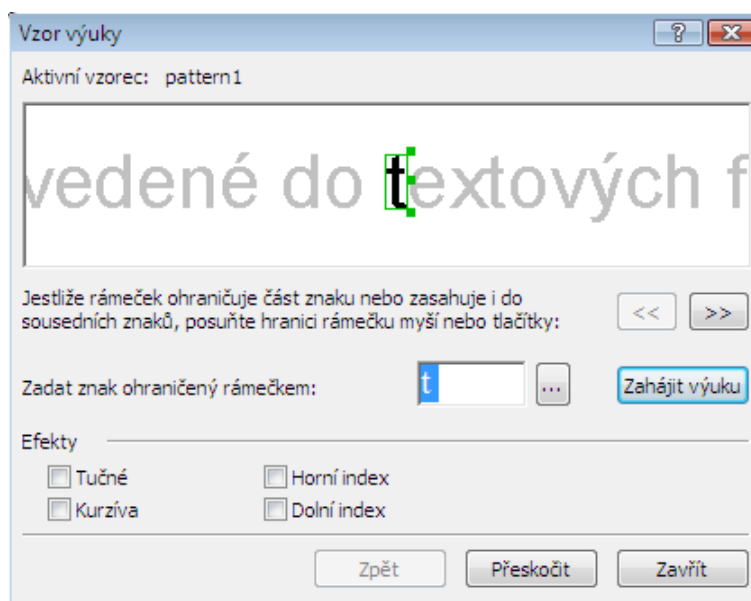 Vzor výuky
Aktivní vzorec: pattern1
vedené do textových f
Jestliže rámeček ohraničuje část znaku nebo zasahuje i do
sousedních znaků, posuňte hranici rámečku myší nebo tlačítky:
<< >>
Zadat znak ohraničený rámečkem: t ... Zahájit výuku
Efekty
Tučné Horní index
Kurzíva Dolní index
Zpět Přeskočit Zavřít